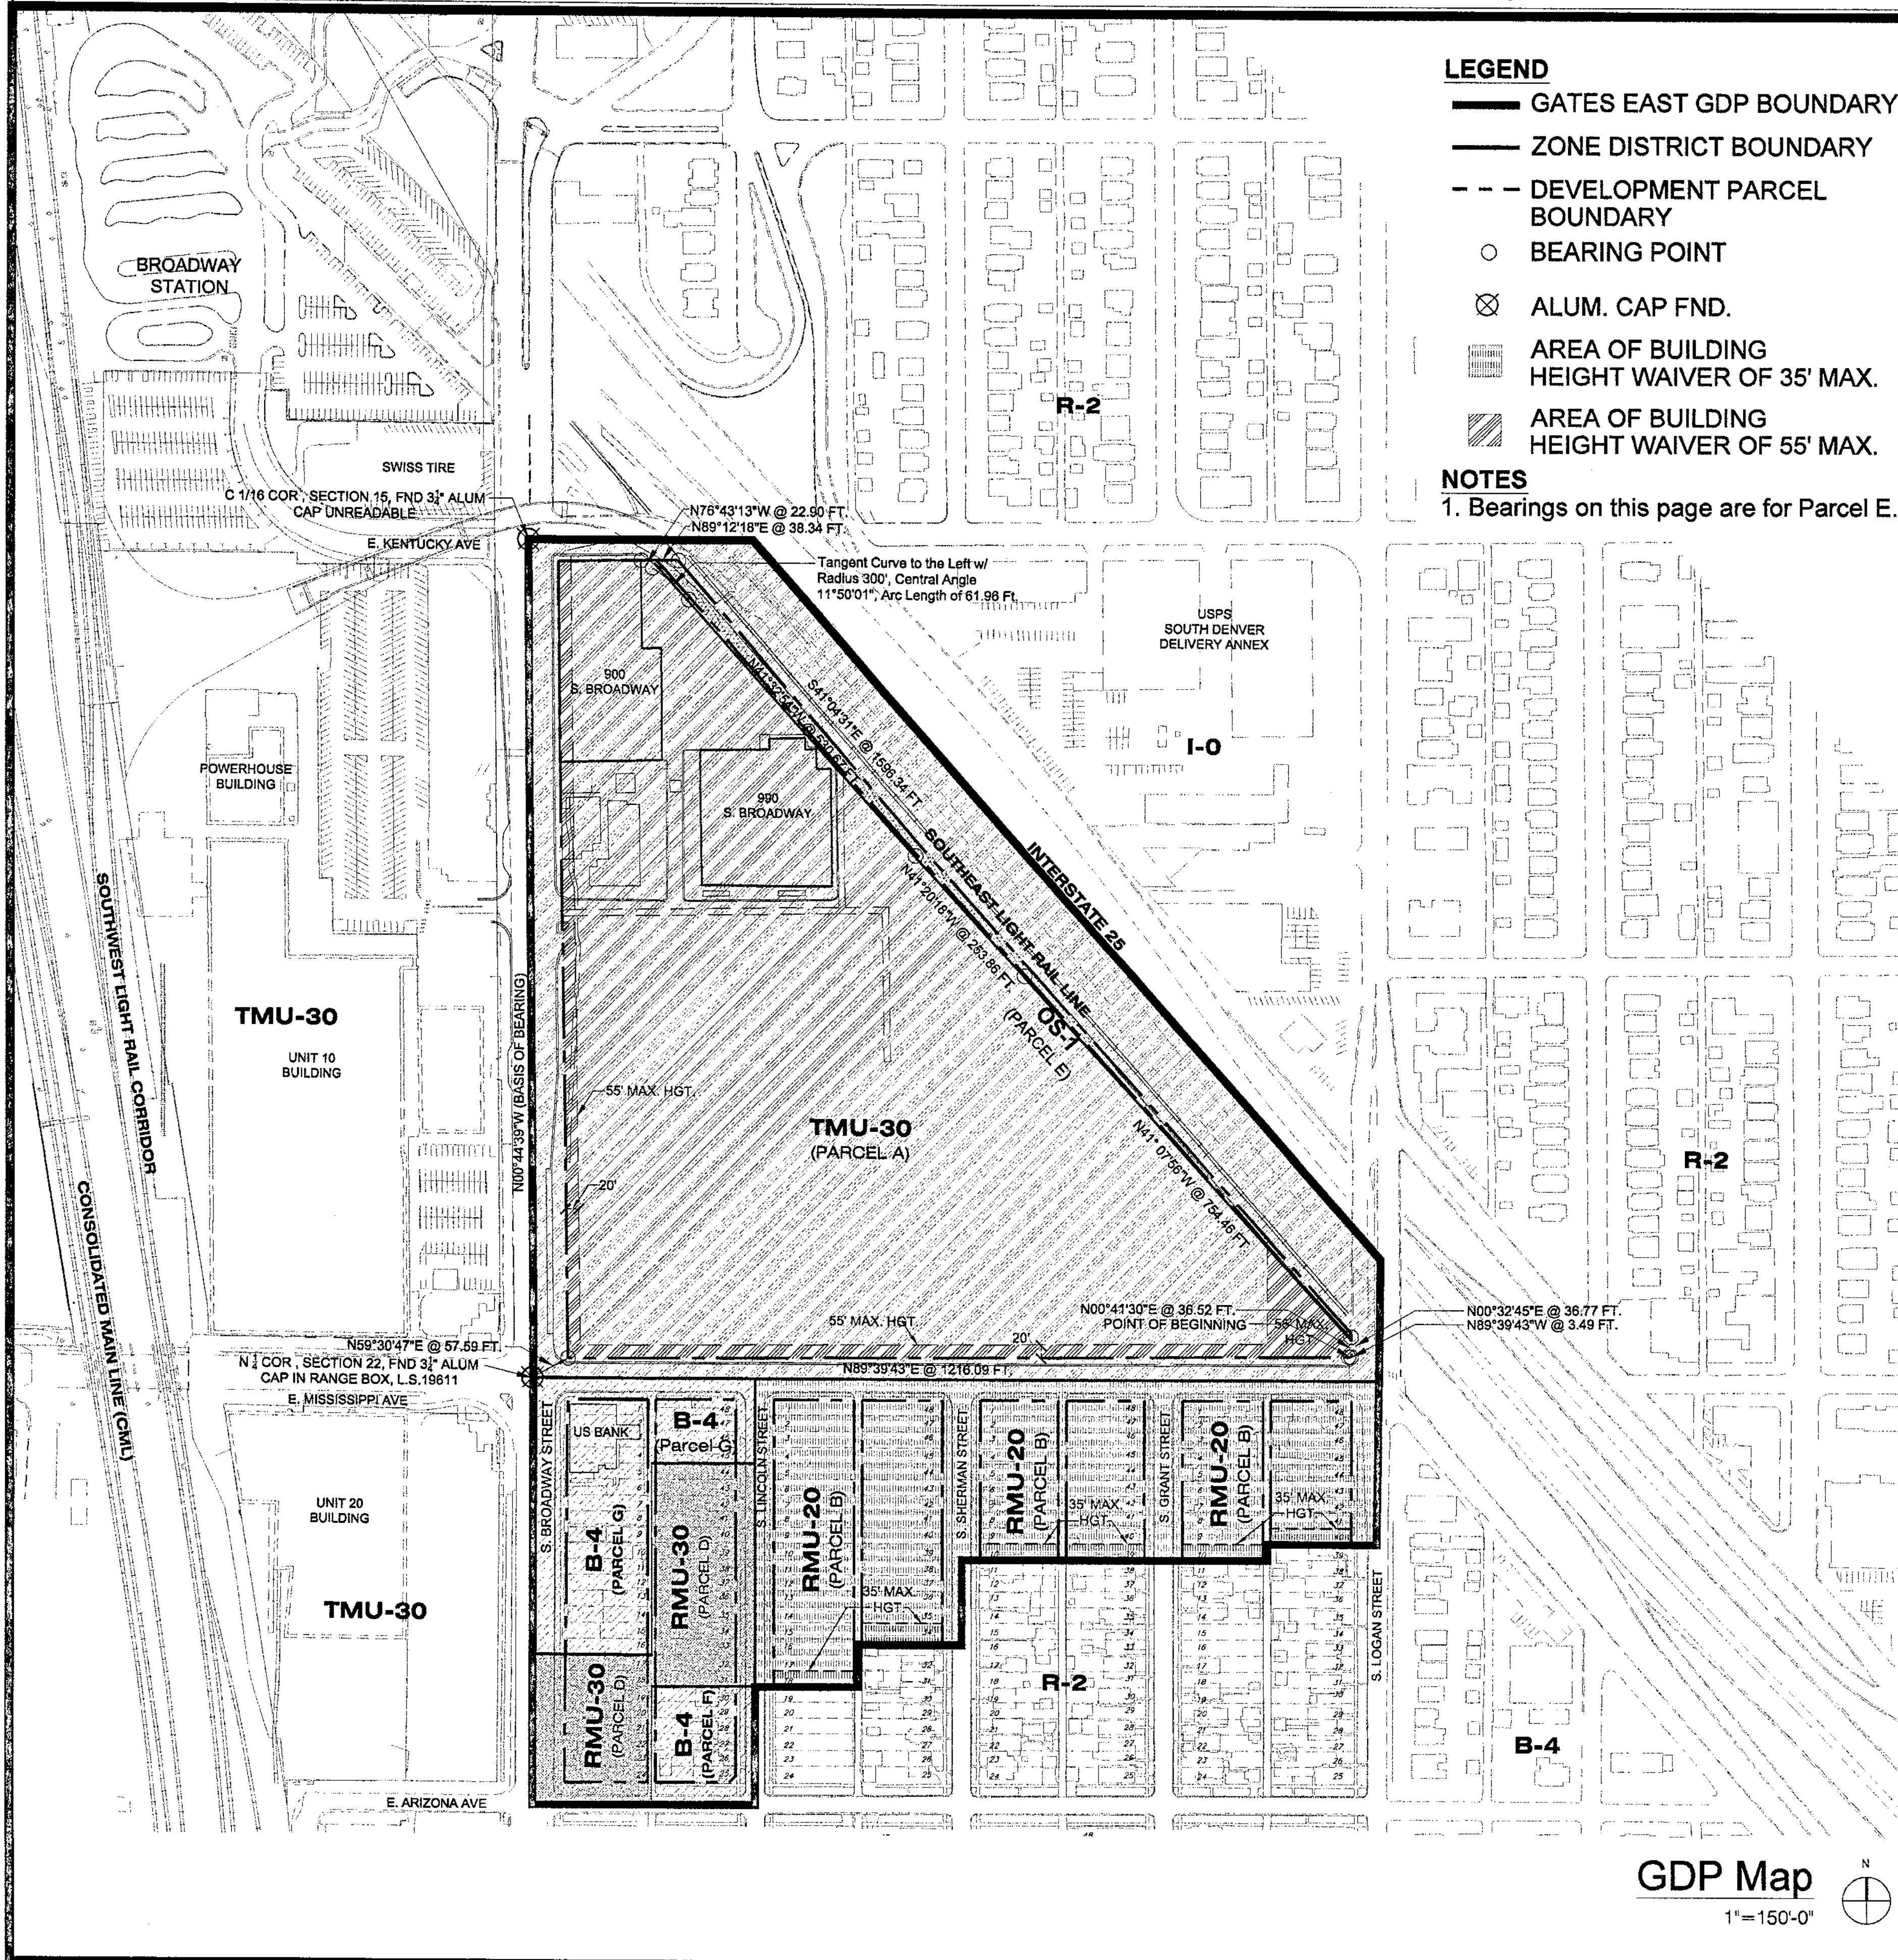 LEGEND
GATES EAST GDP BOUNDARY
ZONE DISTRICT BOUNDARY
DEVELOPMENT PARCEL
BOUNDARY
BEARING POINT
ALUM. CAP FND.
AREA OF BUILDING
HEIGHT WAIVER OF 35' MAX.
AREA OF BUILDING
HEIGHT WAIVER OF 55' MAX.
NOTES
1. Bearings on this page are for Parcel E.
BROADWAY
STATION
R-2
SWISS TIRE
C 1/16 COR , SECTION 15, FND 3¼" ALUM
CAP UNREADABLE
E. KENTUCKY AVE
N76°43'13"W @ 22.90 FT.
N89°12'18"E @ 38.34 FT.
Tangent Curve to the Left w/
Radius 300', Central Angle
11°50'01", Arc Length of 61.96 Ft.
USPS
SOUTH DENVER
DELIVERY ANNEX
I-0
900
S. BROADWAY
990
S. BROADWAY
S41°04'31"E @ 1596.34 FT.
POWERHOUSE
BUILDING
SOUTHEAST LIGHT RAIL LINE
INTERSTATE 25
N41°20'18"W @ 253.86 FT.
OS-1
(PARCEL E)
N41°07'56"W @ 754.46 FT.
SOUTHWEST LIGHT RAIL CORRIDOR
CONSOLIDATED MAIN LINE (CML)
TMU-30
UNIT 10
BUILDING
N00°44'39"W (BASIS OF BEARING)
55' MAX. HGT.
TMU-30
(PARCEL A)
20'
R-2
N00°41'30"E @ 36.52 FT.
POINT OF BEGINNING
55' MAX.
HGT.
N00°32'45"E @ 36.77 FT.
N89°39'43"W @ 3.49 FT.
55' MAX. HGT.
20'
N89°39'43"E @ 1216.09 FT.
N59°30'47"E @ 57.59 FT.
N ¼ COR , SECTION 22, FND 3¼" ALUM
CAP IN RANGE BOX, L.S.19611
E. MISSISSIPPI AVE
S. BROADWAY STREET
US BANK
B-4
(Parcel G)
B-4
(PARCEL G)
RMU-30
(PARCEL D)
S. LINCOLN STREET
RMU-20
(PARCEL B)
35' MAX.
HGT.
S. SHERMAN STREET
RMU-20
(PARCEL B)
35' MAX.
HGT.
S. GRANT STREET
RMU-20
(PARCEL B)
35' MAX.
HGT.
S. LOGAN STREET
UNIT 20
BUILDING
TMU-30
RMU-30
(PARCEL D)
B-4
(PARCEL F)
R-2
B-4
E. ARIZONA AVE
GDP Map
N
1"=150'-0"